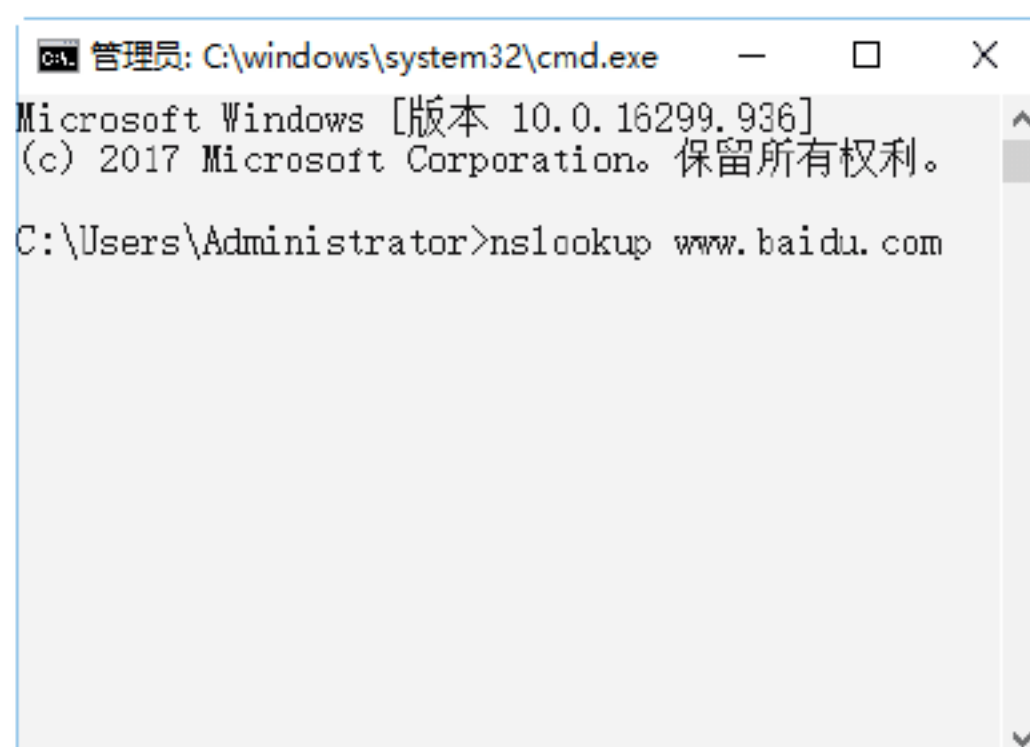 管理员: C:\windows\system32\cmd.exe
Microsoft Windows [版本 10.0.16299.936]
(c) 2017 Microsoft Corporation。保留所有权利。
C:\Users\Administrator>nslookup www.baidu.com